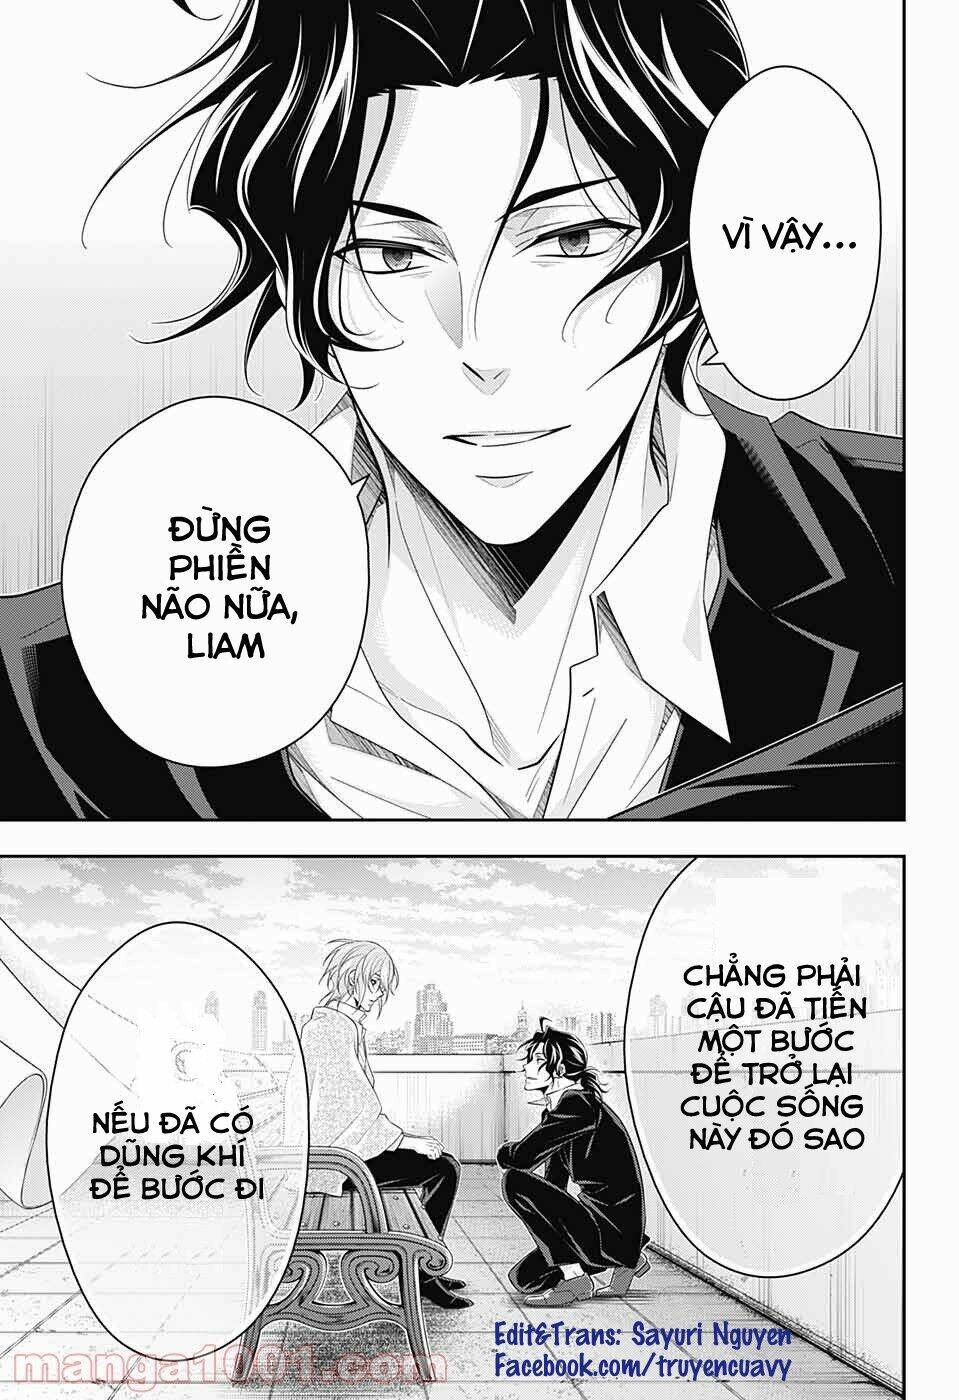 VÌ VẬY...
ĐỪNG
PHIỀN
NÃO NỮA,
LIAM
CHẲNG PHẢI
CẬU ĐÃ TIẾN
MỘT BƯỚC
ĐỂ TRỞ LẠI
CUỘC SỐNG
NÀY ĐÓ SAO
NẾU ĐÃ CÓ
DŨNG KHÍ
ĐỂ BƯỚC ĐI
Edit&Trans: Sayuri Nguyen
Facebook.com/truyencuavy
manga1001.com